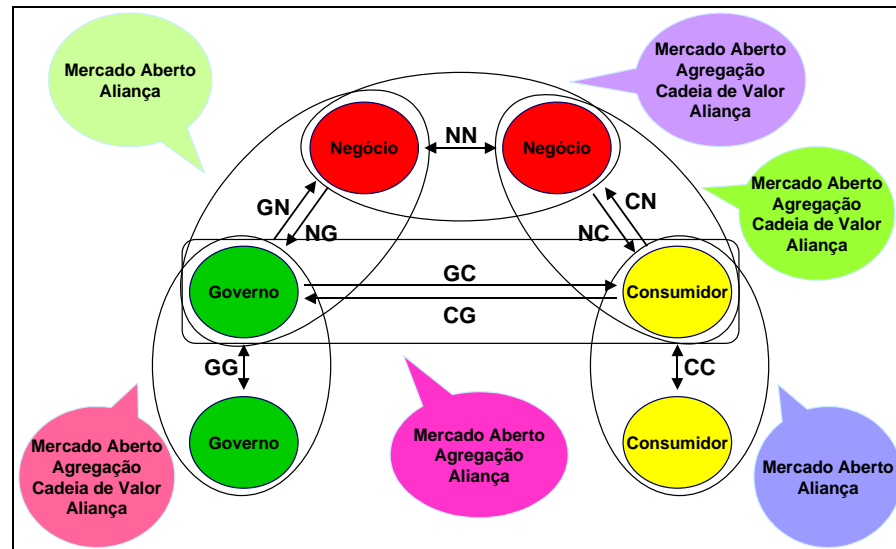 Mercado Aberto
Aliança
Mercado Aberto
Agregação
Cadeia de Valor
Aliança
Negócio
NN
Negócio
GN
NG
CN
NC
Mercado Aberto
Agregação
Cadeia de Valor
Aliança
Governo
GC
CG
Consumidor
GG
CC
Mercado Aberto
Agregação
Cadeia de Valor
Aliança
Governo
Mercado Aberto
Agregação
Aliança
Consumidor
Mercado Aberto
Aliança